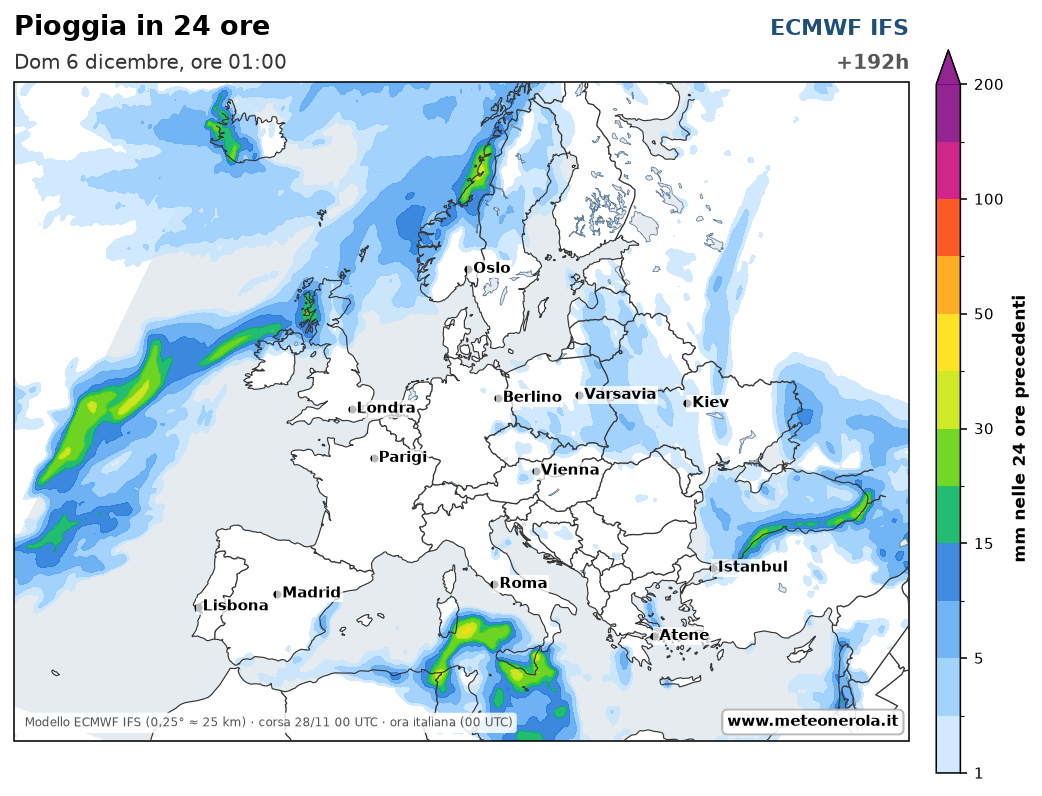 Pioggia in 24 ore
ECMWF IFS
Dom 6 dicembre, ore 01:00
+192h
200
100
50
30
15
5
1
mm nelle 24 ore precedenti
Oslo
Londra
Berlino
Varsavia
Kiev
Parigi
Vienna
Istanbul
Roma
Madrid
Lisbona
Atene
Modello ECMWF IFS (0,25° ≈ 25 km) · corsa 28/11 00 UTC · ora italiana (00 UTC)
www.meteonerola.it